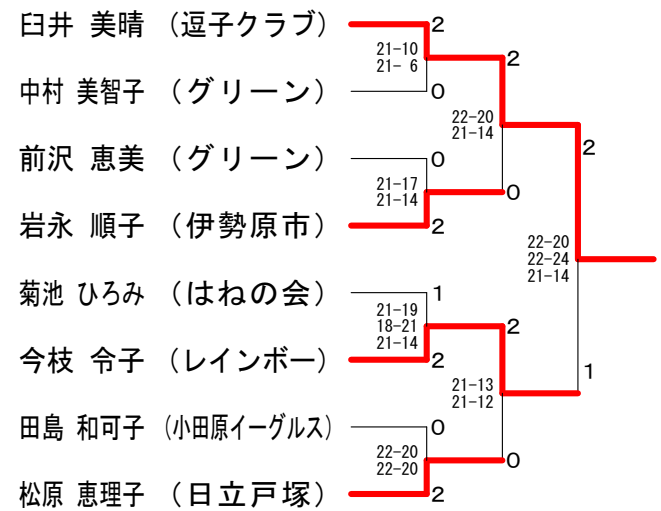 臼井 美晴 (逗子クラブ) 2
21-10
21- 6
2
中村 美智子 (グリーン) 0
22-20
21-14
2
前沢 恵美 (グリーン) 0
21-17
21-14
0
岩永 順子 (伊勢原市) 2
22-20
22-24
21-14
菊池 ひろみ (はねの会) 1
21-19
18-21
21-14
2
今枝 令子 (レインボー) 2
21-13
21-12
1
田島 和可子 (小田原イーグルス) 0
22-20
22-20
0
松原 恵理子 (日立戸塚) 2